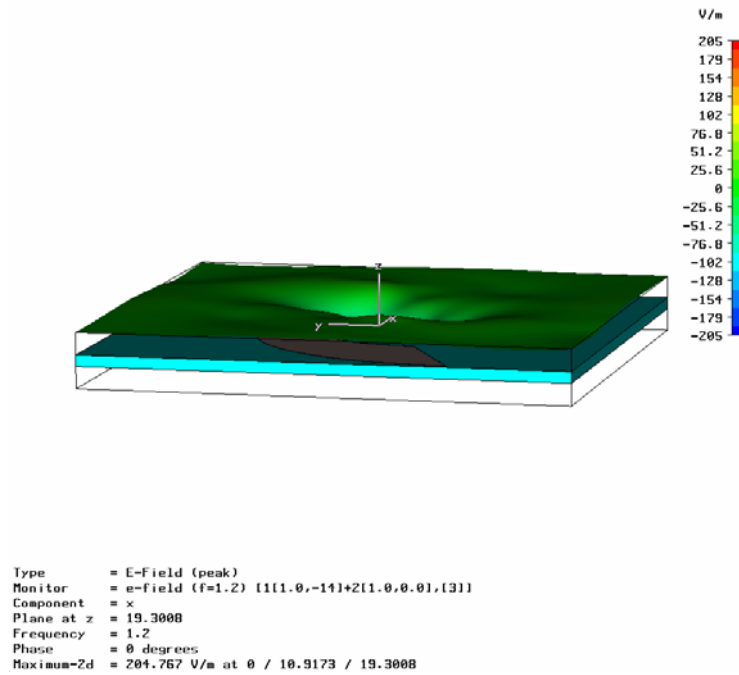 V/m
205
179
154
128
102
76.8
51.2
25.6
0
-25.6
-51.2
-76.8
-102
-128
-154
-179
-205
z
y
x
Type = E-Field (peak)
Monitor = e-field (f=1.2) [1[1.0,-14]+2[1.0,0.0],[3]]
Component = x
Plane at z = 19.3008
Frequency = 1.2
Phase = 0 degrees
Maximum-2d = 204.767 V/m at 0 / 10.9173 / 19.3008